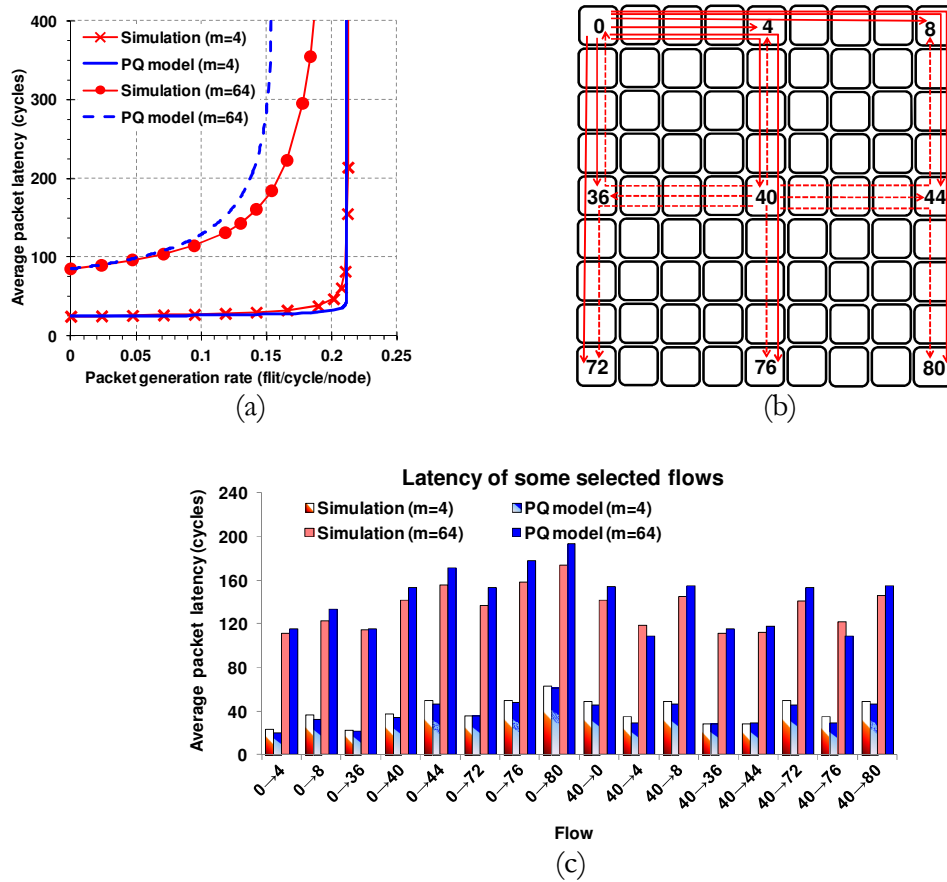 400
300
200
100
0
Average packet latency (cycles)
Simulation (m=4)
PQ model (m=4)
Simulation (m=64)
PQ model (m=64)
0 0.05 0.1 0.15 0.2 0.25
Packet generation rate (flit/cycle/node)
(a)
0 4 8
36 40 44
72 76 80
(b)
Latency of some selected flows
240
200
160
120
80
40
0
Average packet latency (cycles)
Simulation (m=4) PQ model (m=4)
Simulation (m=64) PQ model (m=64)
0→4 0→8 0→36 0→40 0→44 0→72 0→76 0→80 40→0 40→4 40→8 40→36 40→44 40→72 40→76 40→80
Flow
(c)